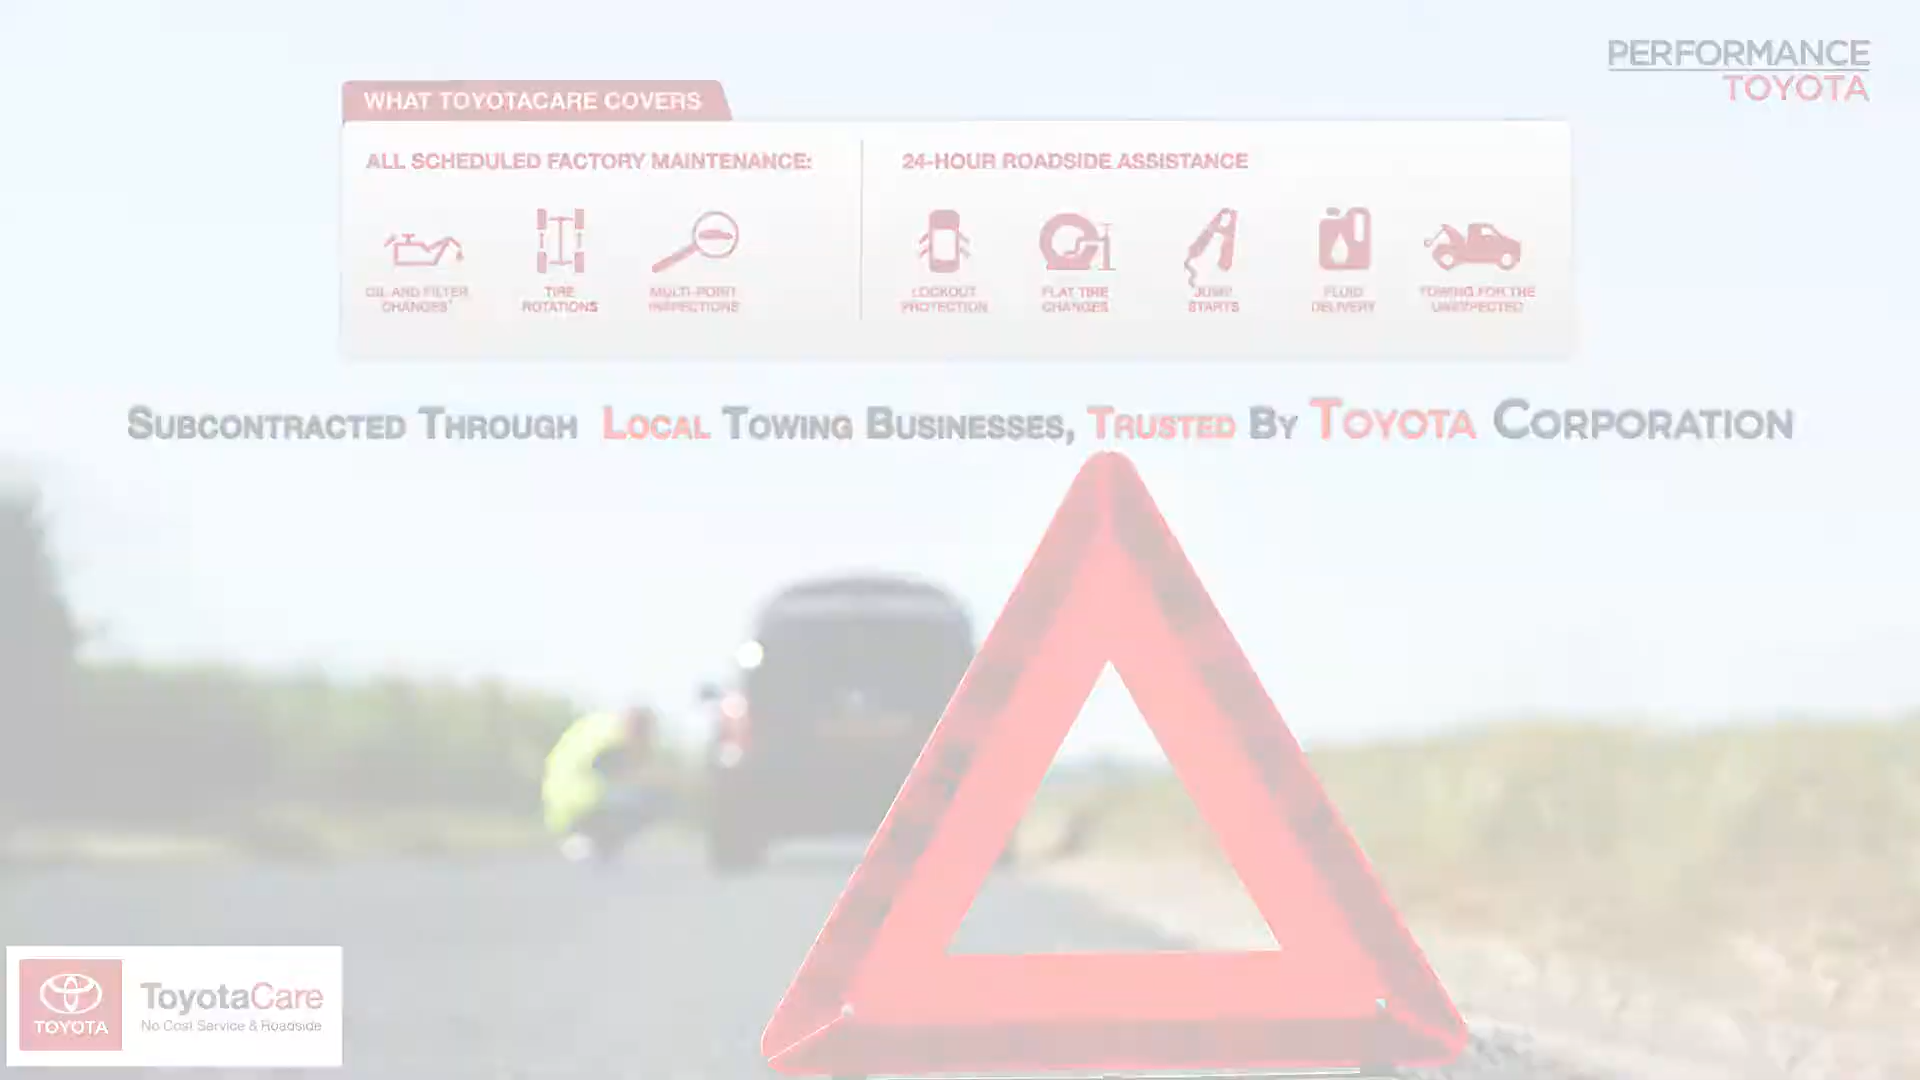 PERFORMANCE
TOYOTA
WHAT TOYOTACARE COVERS
ALL SCHEDULED FACTORY MAINTENANCE:
OIL AND FILTER
CHANGES*
TIRE
ROTATIONS
MULTI-POINT
INSPECTIONS
24-HOUR ROADSIDE ASSISTANCE
LOCKOUT
PROTECTION
FLAT TIRE
CHANGES
JUMP
STARTS
FLUID
DELIVERY
TOWING FOR THE
UNEXPECTED
SUBCONTRACTED THROUGH LOCAL TOWING BUSINESSES, TRUSTED BY TOYOTA CORPORATION
TOYOTA
ToyotaCare
No Cost Service & Roadside